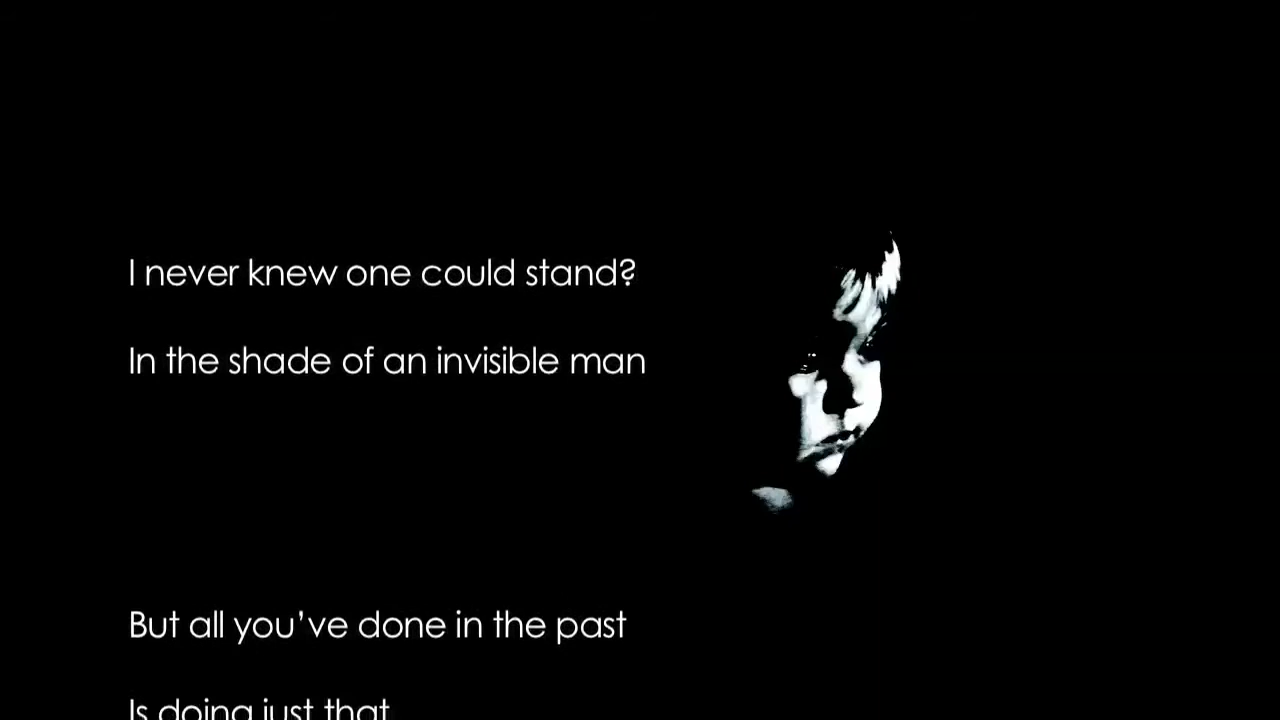 I never knew one could stand?
In the shade of an invisible man
But all you’ve done in the past
Is doing just that